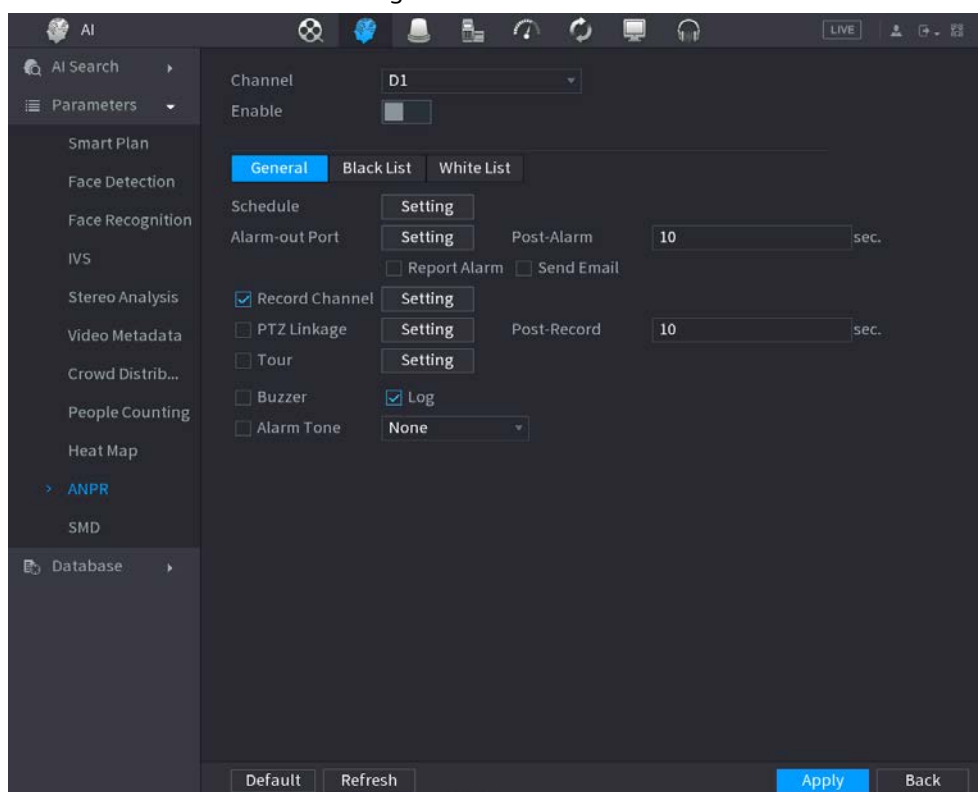 AI
LIVE
AI Search
Parameters
Smart Plan
Face Detection
Face Recognition
IVS
Stereo Analysis
Video Metadata
Crowd Distrib...
People Counting
Heat Map
ANPR
SMD
Database
Channel D1
Enable
General Black List White List
Schedule Setting
Alarm-out Port Setting Post-Alarm 10 sec.
Report Alarm Send Email
Record Channel Setting
PTZ Linkage Setting Post-Record 10 sec.
Tour Setting
Buzzer Log
Alarm Tone None
Default Refresh Apply Back